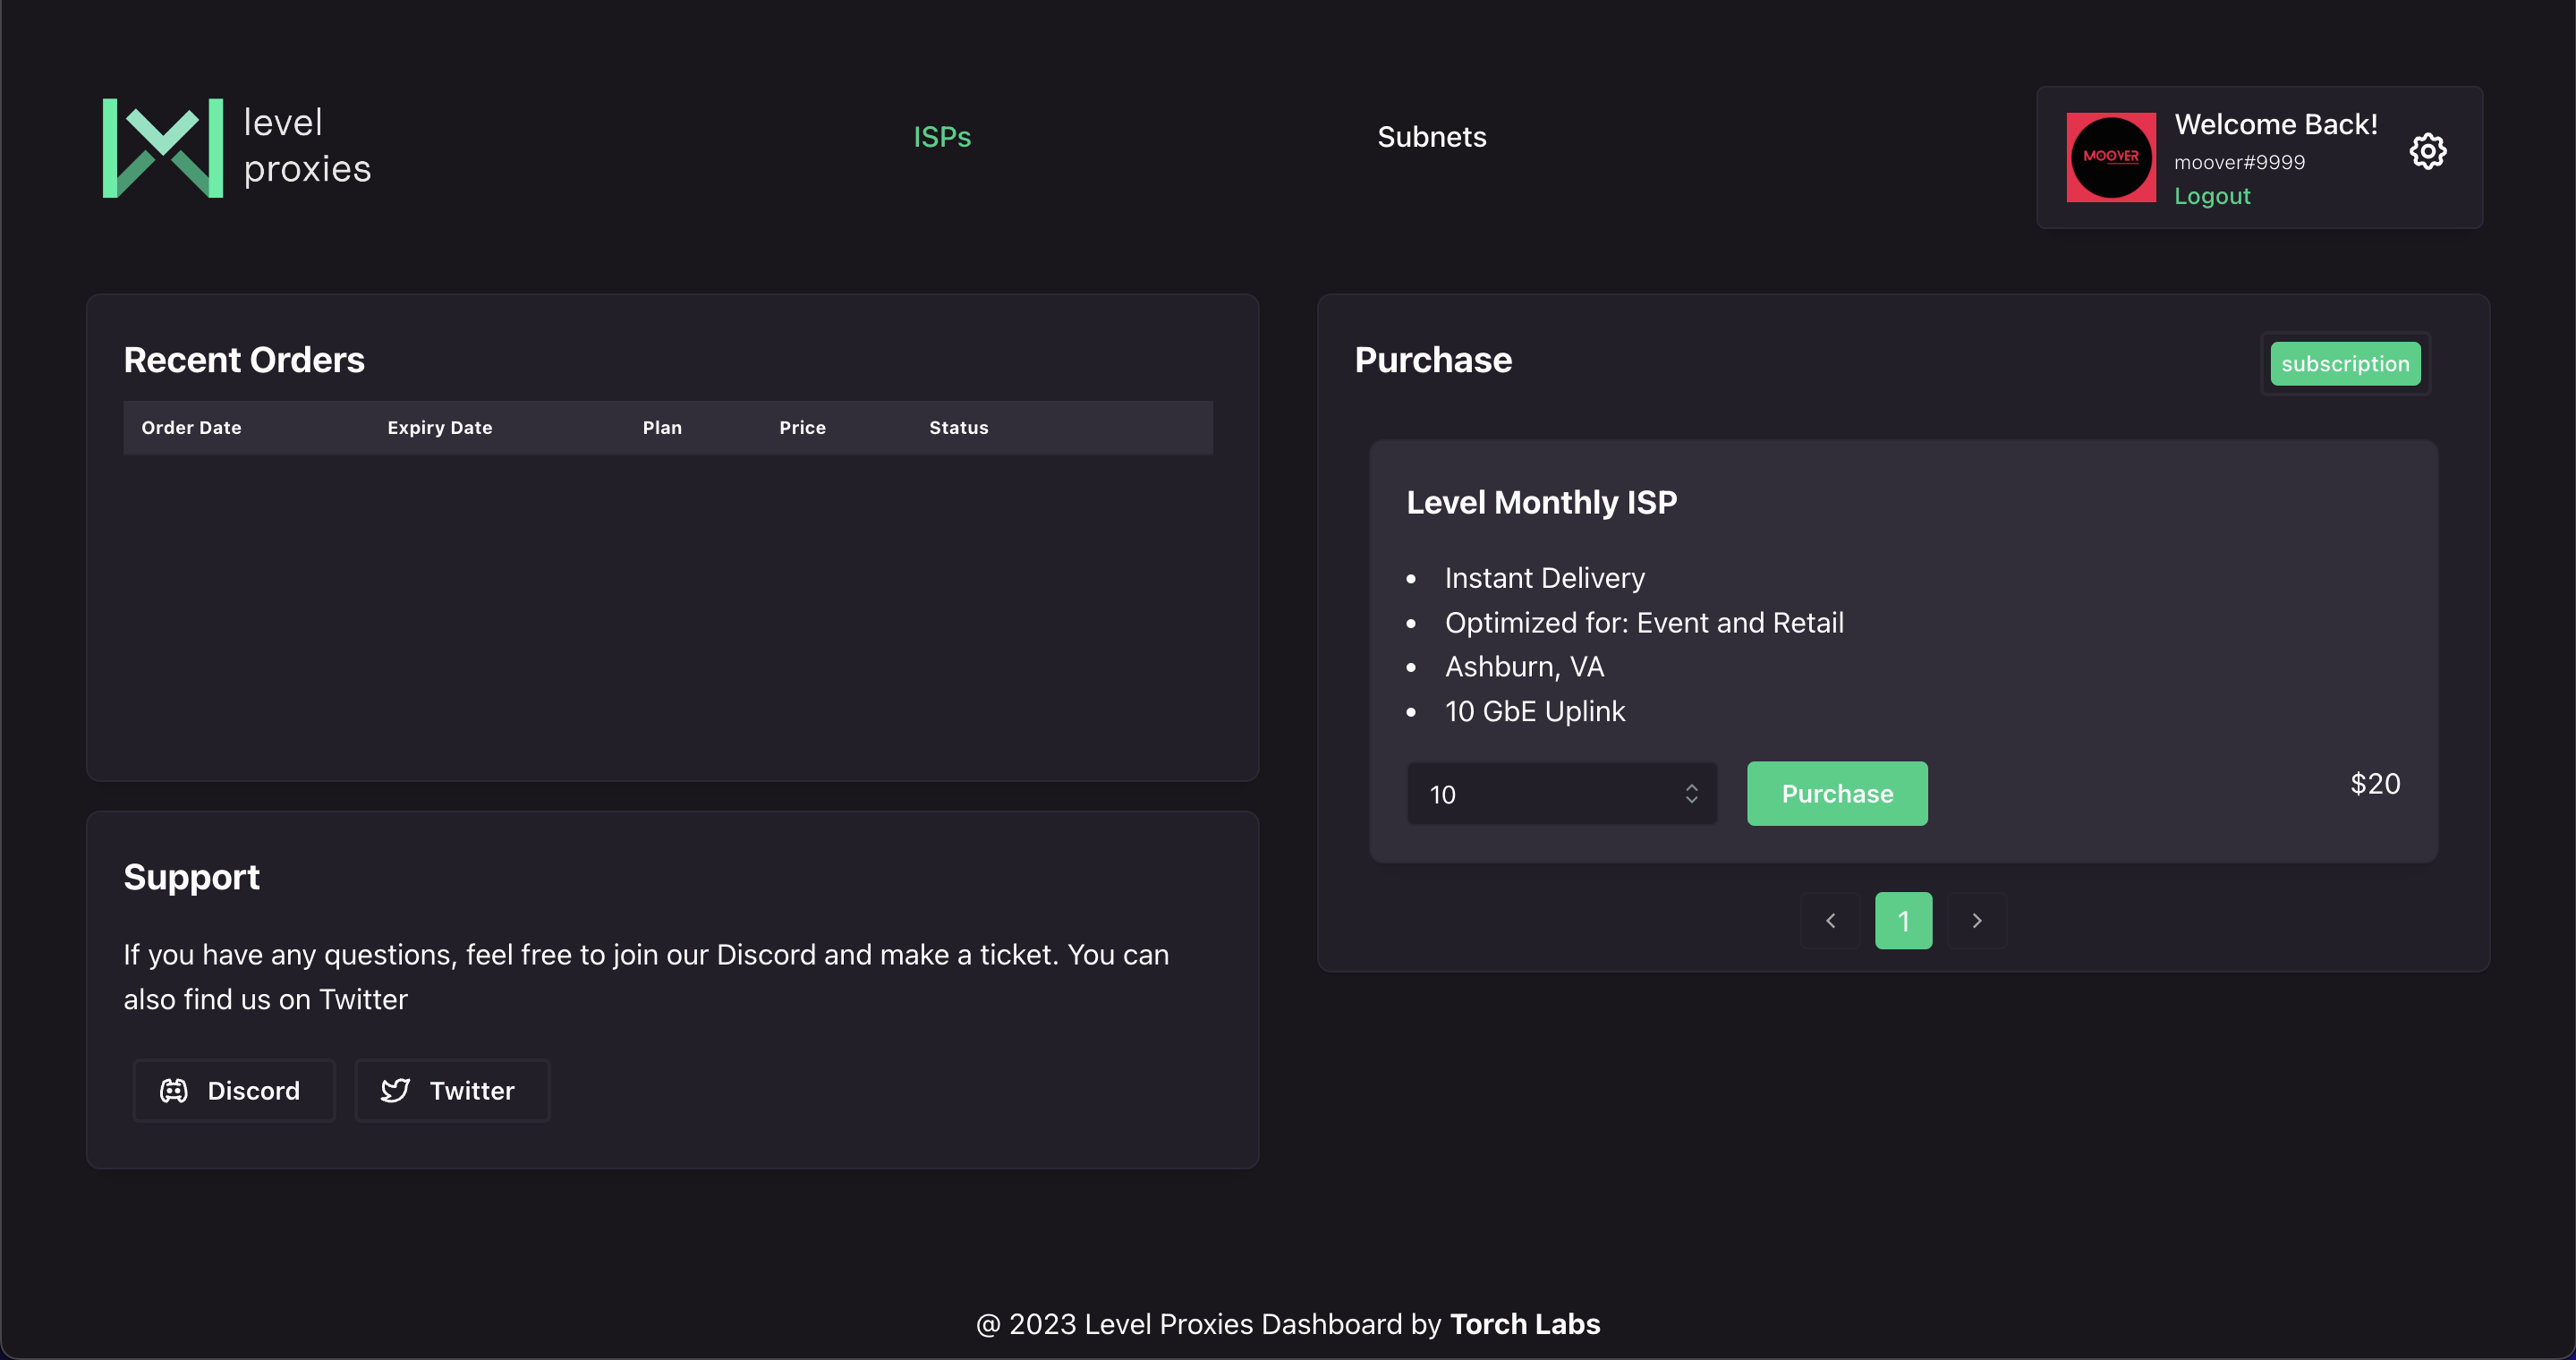 level
proxies
ISPs
Subnets
MOOVER
Welcome Back!
moover#9999
Logout
Recent Orders
Order Date Expiry Date Plan Price Status
Support
If you have any questions, feel free to join our Discord and make a ticket. You can
also find us on Twitter
Discord
Twitter
Purchase
subscription
Level Monthly ISP
• Instant Delivery
• Optimized for: Event and Retail
• Ashburn, VA
• 10 GbE Uplink
10
Purchase
$20
1
@ 2023 Level Proxies Dashboard by Torch Labs